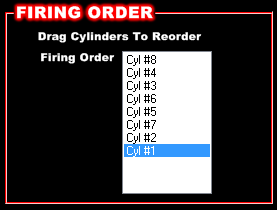 FIRING ORDER
Drag Cylinders To Reorder
Firing Order
Cyl #8
Cyl #4
Cyl #3
Cyl #6
Cyl #5
Cyl #7
Cyl #2
Cyl #1